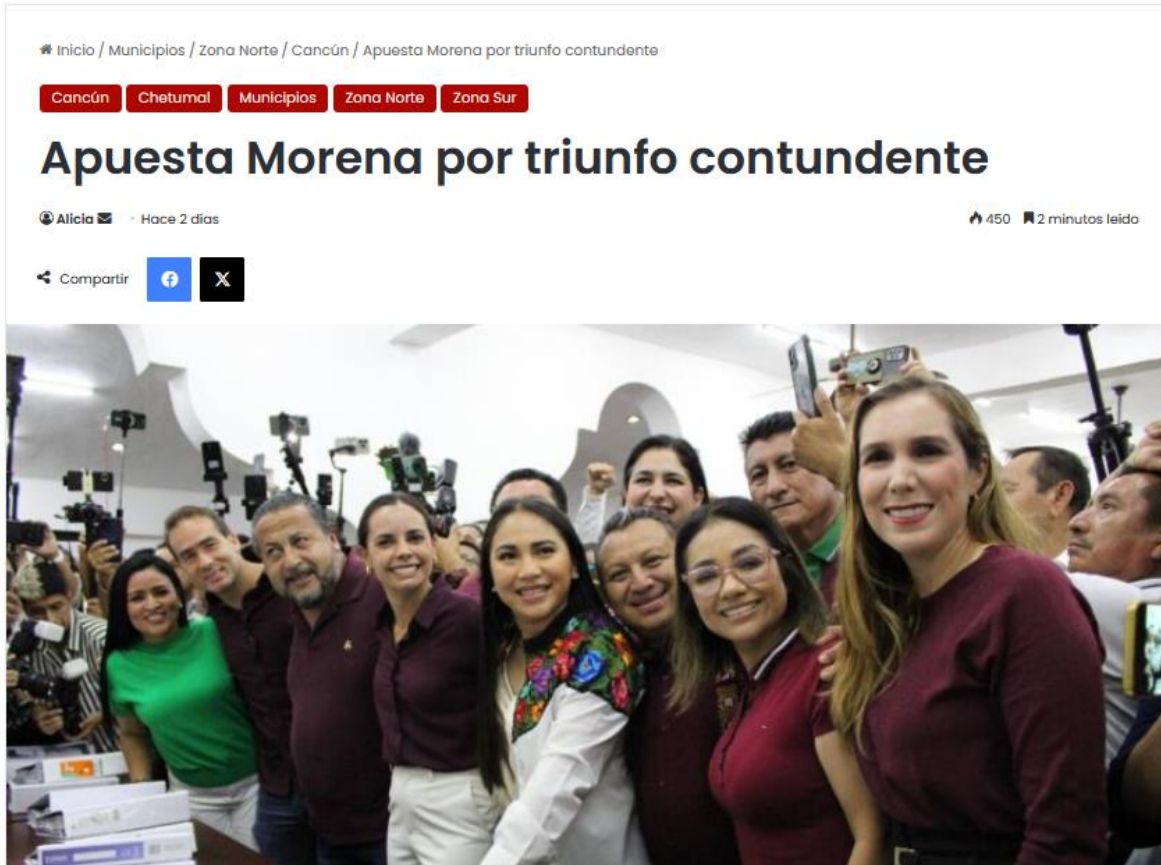 Inicio / Municipios / Zona Norte / Cancún / Apuesta Morena por triunfo contundente
Cancún Chetumal Municipios Zona Norte Zona Sur
Apuesta Morena por triunfo contundente
Alicia · Hace 2 días 450 2 minutos leído
Compartir